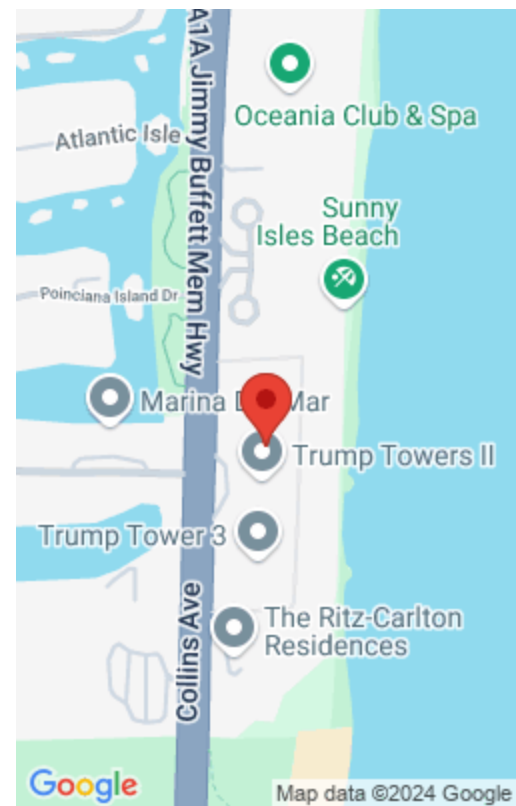 A1A Jimmy Buffett Mem Hwy
Oceania Club & Spa
Atlantic Isle
Sunny
Isles Beach
Poinciana Island Dr
Marina D Mar
Trump Towers II
Trump Tower 3
The Ritz-Carlton
Residences
Collins Ave
Google
Map data ©2024 Google